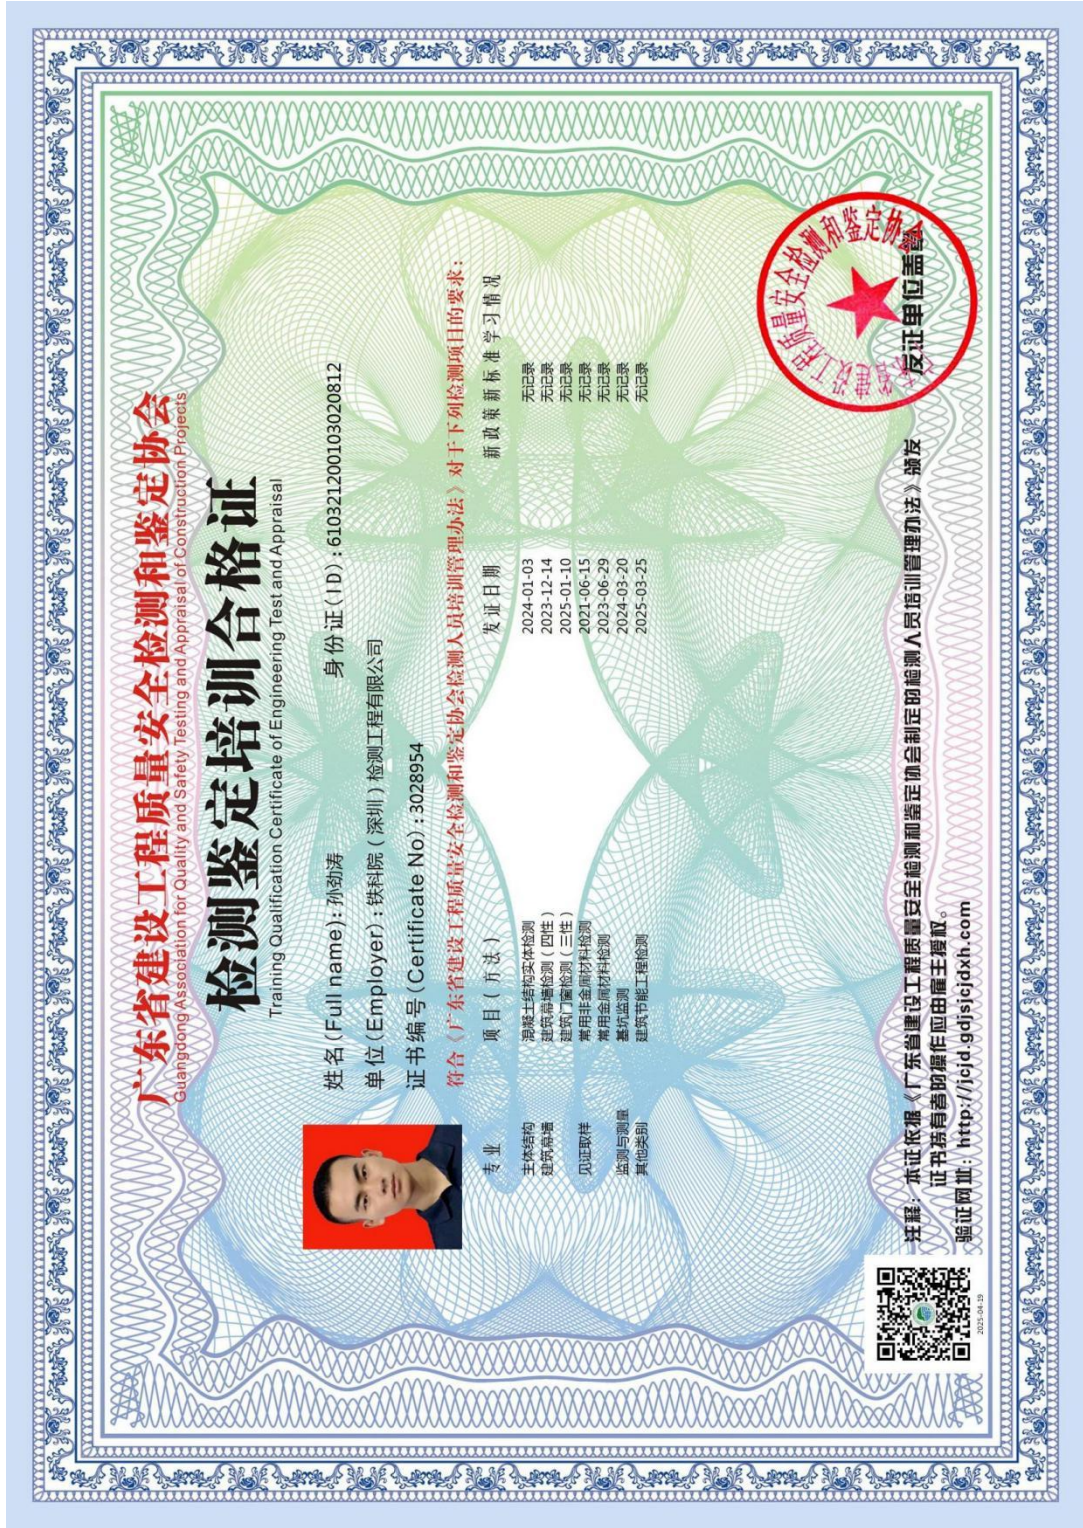 广东省建设工程质量安全检测和鉴定协会
Guangdong Association for Quality and Safety Testing and Appraisal of Construction Projects
检测鉴定培训合格证
Training Qualification Certificate of Engineering Test and Appraisal
姓名(Full name):孙劲涛 身份证(ID):610321200103020812
单位(Employer):铁科院(深圳)检测工程有限公司
证书编号(Certificate No):3028954
符合《广东省建设工程质量安全检测和鉴定协会检测人员培训管理办法》对于下列检测项目的要求:
专业 项目(方法) 发证日期 新政策新标准学习情况
主体结构 混凝土结构实体检测 2024-01-03 无记录
建筑幕墙 建筑幕墙检测(四性) 2023-12-14 无记录
建筑门窗检测(三性) 2025-01-10 无记录
见证取样 常用非金属材料检测 2021-06-15 无记录
常用金属材料检测 2023-06-29 无记录
监测与测量 基坑监测 2024-03-20 无记录
其他类别 建筑节能工程检测 2025-03-25 无记录
广东省建设工程质量安全检测和鉴定协会
发证单位盖章
注释:本证依据《广东省建设工程质量安全检测和鉴定协会制定的检测人员培训管理办法》颁发
证书持有者的操作应由雇主授权。
验证网址:http://jcjd.gdjsjcjdxh.com
2025-04-19